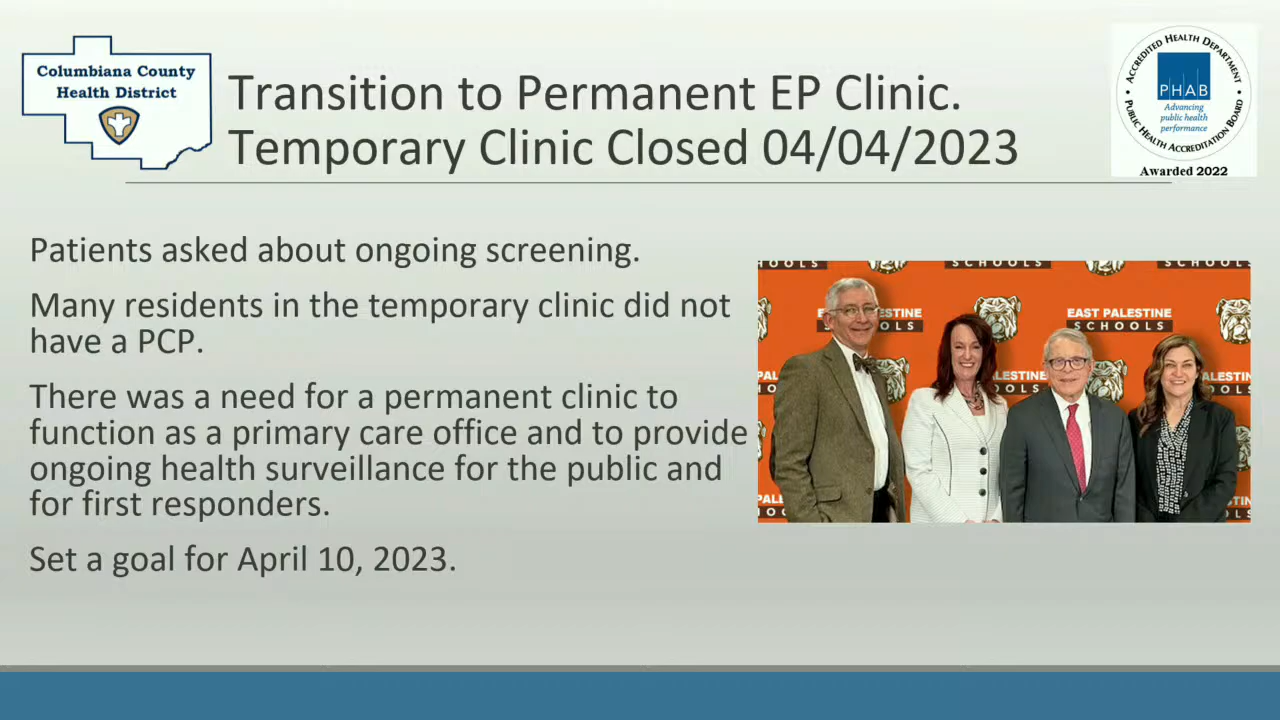 Columbiana County
Health District
Transition to Permanent EP Clinic.
Temporary Clinic Closed 04/04/2023
ACCREDITED HEALTH DEPARTMENT
PUBLIC HEALTH ACCREDITATION BOARD
PHAB
Advancing
public health
performance
Awarded 2022
Patients asked about ongoing screening.
Many residents in the temporary clinic did not
have a PCP.
There was a need for a permanent clinic to
function as a primary care office and to provide
ongoing health surveillance for the public and
for first responders.
Set a goal for April 10, 2023.
EAST PALESTINE
SCHOOLS
EAST PALESTINE
SCHOOLS